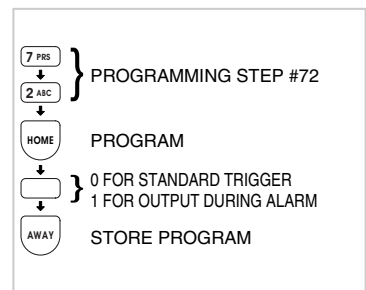 7 PRS
PROGRAMMING STEP #72
2 ABC
HOME
PROGRAM
0 FOR STANDARD TRIGGER
1 FOR OUTPUT DURING ALARM
AWAY
STORE PROGRAM